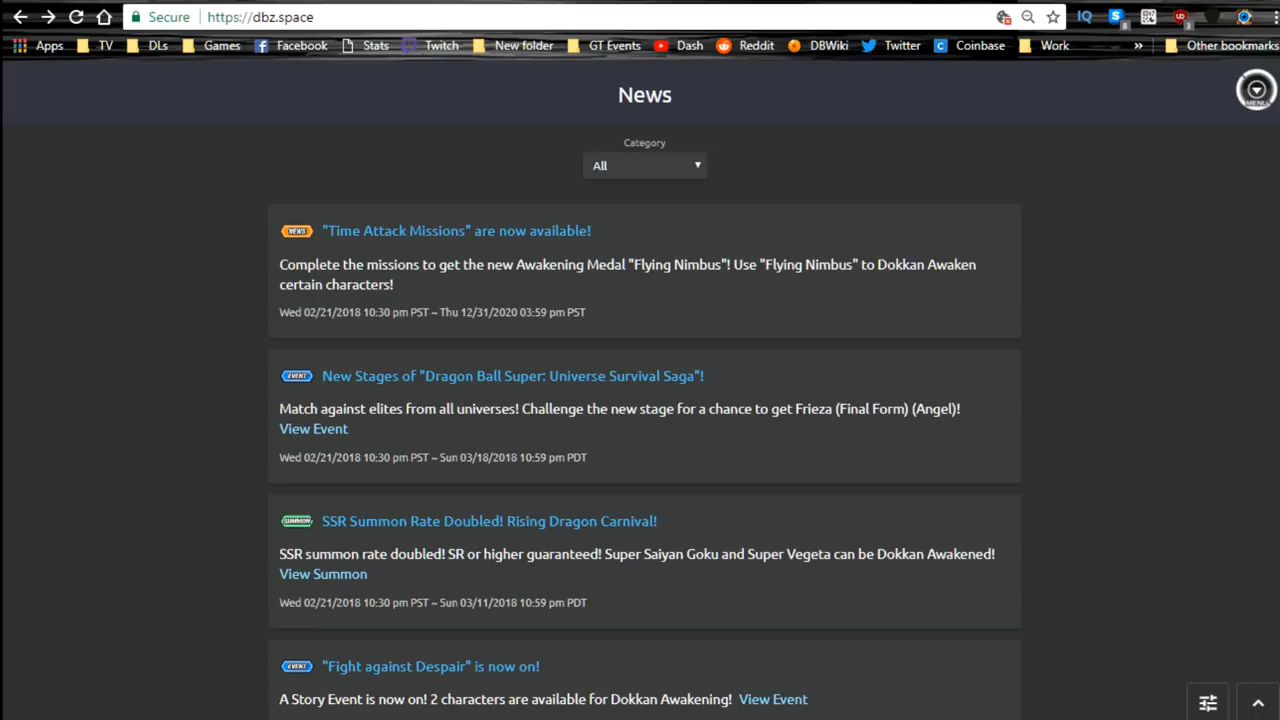 Secure https://dbz.space
IQ
8
3
Apps TV DLs Games Facebook Stats Twitch New folder GT Events Dash Reddit DBWiki Twitter Coinbase Work » Other bookmarks
News
MENU
Category
All
NEWS "Time Attack Missions" are now available!
Complete the missions to get the new Awakening Medal "Flying Nimbus"! Use "Flying Nimbus" to Dokkan Awaken
certain characters!
Wed 02/21/2018 10:30 pm PST ~ Thu 12/31/2020 03:59 pm PST
EVENT New Stages of "Dragon Ball Super: Universe Survival Saga"!
Match against elites from all universes! Challenge the new stage for a chance to get Frieza (Final Form) (Angel)!
View Event
Wed 02/21/2018 10:30 pm PST ~ Sun 03/18/2018 10:59 pm PDT
SUMMON SSR Summon Rate Doubled! Rising Dragon Carnival!
SSR summon rate doubled! SR or higher guaranteed! Super Saiyan Goku and Super Vegeta can be Dokkan Awakened!
View Summon
Wed 02/21/2018 10:30 pm PST ~ Sun 03/11/2018 10:59 pm PDT
EVENT "Fight against Despair" is now on!
A Story Event is now on! 2 characters are available for Dokkan Awakening! View Event